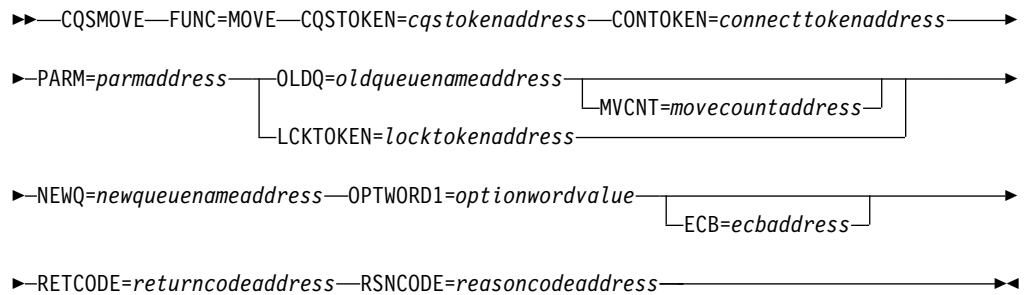 CQSMOVE FUNC=MOVE CQSTOKEN=cqstokenaddress CONTOKEN=connecttokenaddress
PARM=parmaddress OLDQ=oldqueuenameaddress
MVCNT=movecountaddress
LCKTOKEN=locktokenaddress
NEWQ=newqueuenameaddress OPTWORD1=optionwordvalue
ECB=ecbaddress
RETCODE=returncodeaddress RSNCODE=reasoncodeaddress